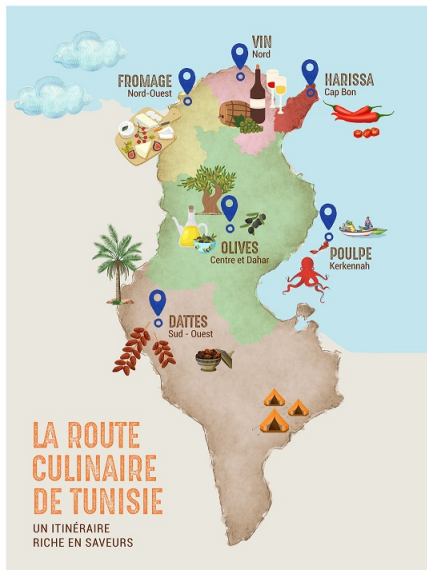 VIN
Nord
FROMAGE
Nord-Ouest
HARISSA
Cap Bon
OLIVES
Centre et Dahar
POULPE
Kerkennah
DATTES
Sud - Ouest
LA ROUTE
CULINAIRE
DE TUNISIE
UN ITINÉRAIRE
RICHE EN SAVEURS